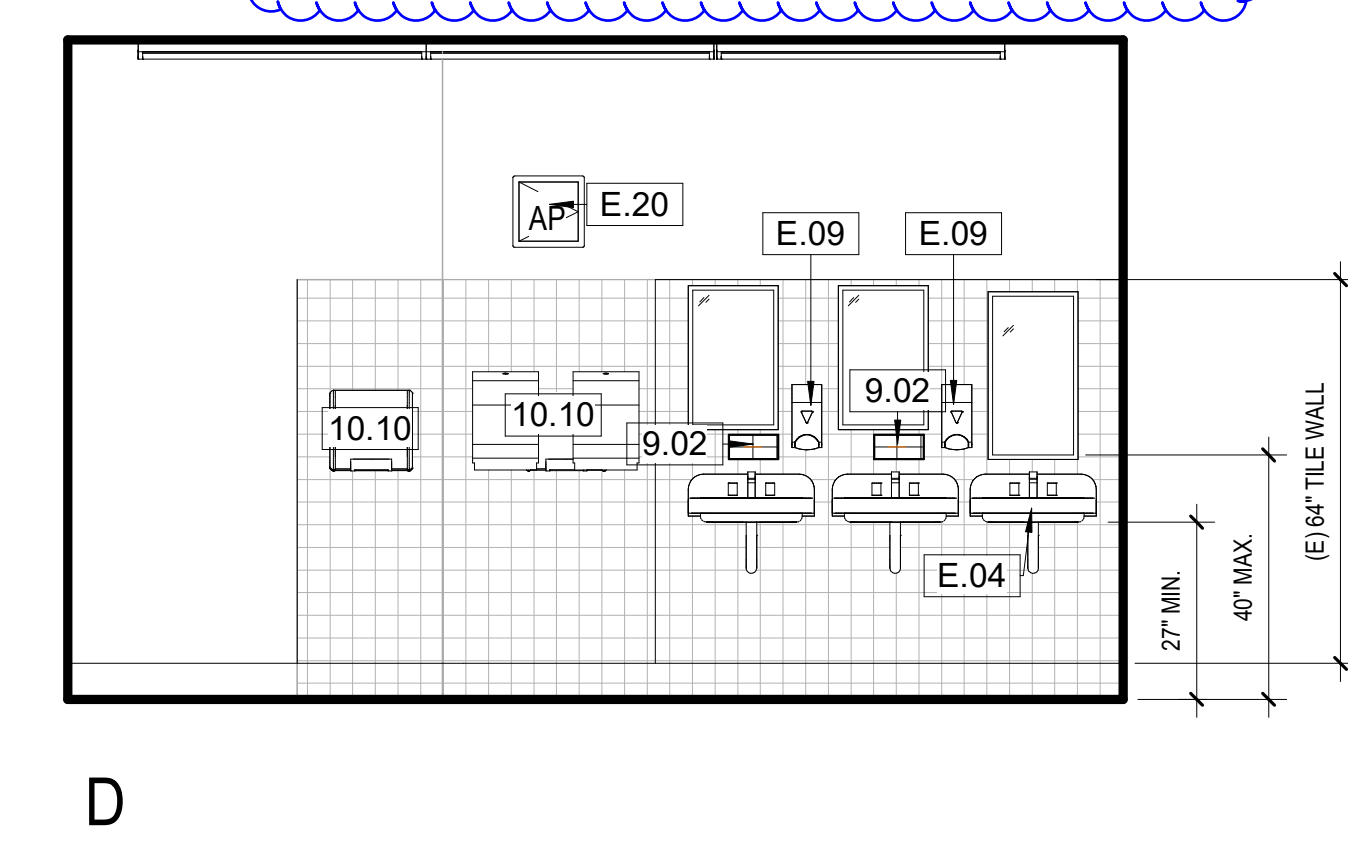 AP
E.20
E.09
E.09
9.02
10.10
10.10
9.02
E.04
27" MIN.
40" MAX.
(E) 64" TILE WALL
D